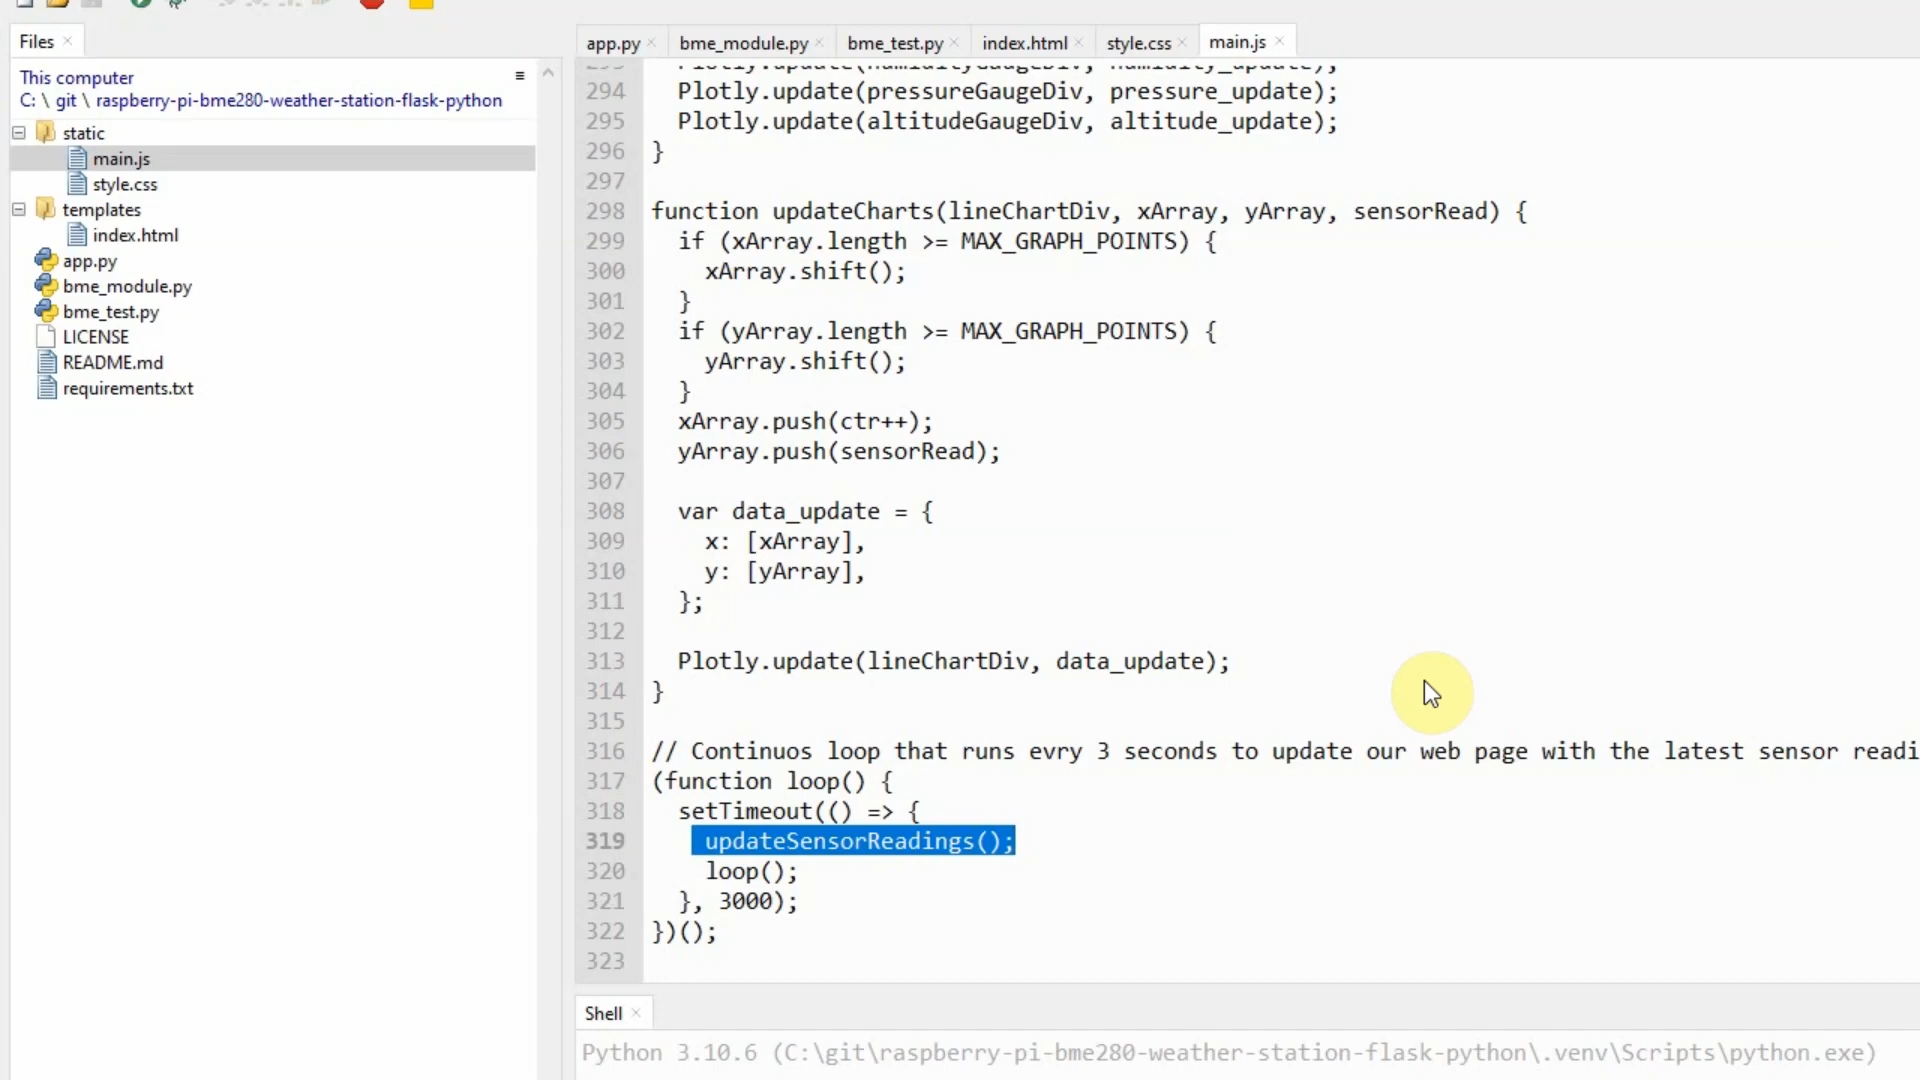 Files
This computer
C: \ git \ raspberry-pi-bme280-weather-station-flask-python
static
main.js
style.css
templates
index.html
app.py
bme_module.py
bme_test.py
LICENSE
README.md
requirements.txt
app.py bme_module.py bme_test.py index.html style.css main.js
293 Plotly.update(humidityGaugeDiv, humidity_update);
294 Plotly.update(pressureGaugeDiv, pressure_update);
295 Plotly.update(altitudeGaugeDiv, altitude_update);
296 }
297
298 function updateCharts(lineChartDiv, xArray, yArray, sensorRead) {
299 if (xArray.length >= MAX_GRAPH_POINTS) {
300 xArray.shift();
301 }
302 if (yArray.length >= MAX_GRAPH_POINTS) {
303 yArray.shift();
304 }
305 xArray.push(ctr++);
306 yArray.push(sensorRead);
307
308 var data_update = {
309 x: [xArray],
310 y: [yArray],
311 };
312
313 Plotly.update(lineChartDiv, data_update);
314 }
315
316 // Continuos loop that runs evry 3 seconds to update our web page with the latest sensor readi
317 (function loop() {
318 setTimeout(() => {
319 updateSensorReadings();
320 loop();
321 }, 3000);
322 })();
323
Shell
Python 3.10.6 (C:\git\raspberry-pi-bme280-weather-station-flask-python\.venv\Scripts\python.exe)